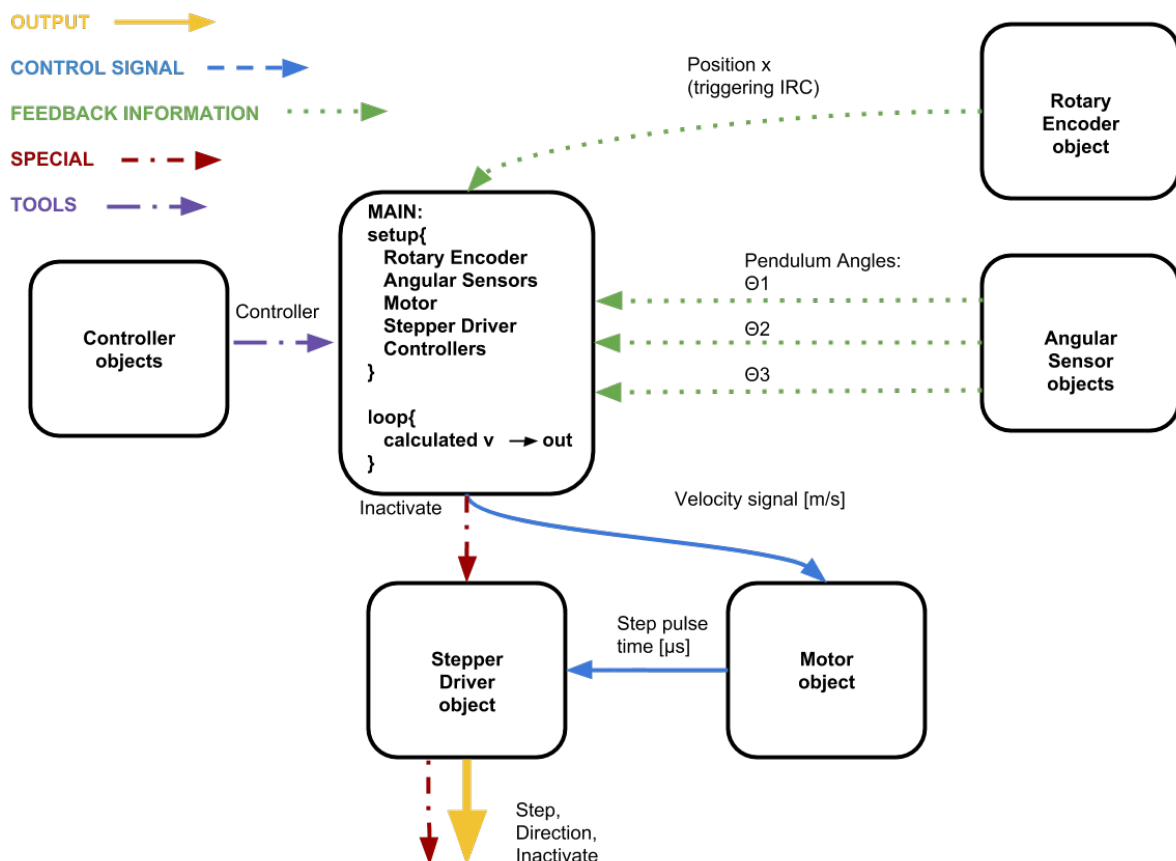 OUTPUT
CONTROL SIGNAL
FEEDBACK INFORMATION
SPECIAL
TOOLS
Position x
(triggering IRC)
Rotary
Encoder
object
MAIN:
setup{
Rotary Encoder
Angular Sensors
Motor
Stepper Driver
Controllers
}
loop{
calculated v → out
}
Controller
objects
Controller
Pendulum Angles:
Θ1
Θ2
Θ3
Angular
Sensor
objects
Inactivate
Velocity signal [m/s]
Stepper
Driver
object
Step pulse
time [µs]
Motor
object
Step,
Direction,
Inactivate